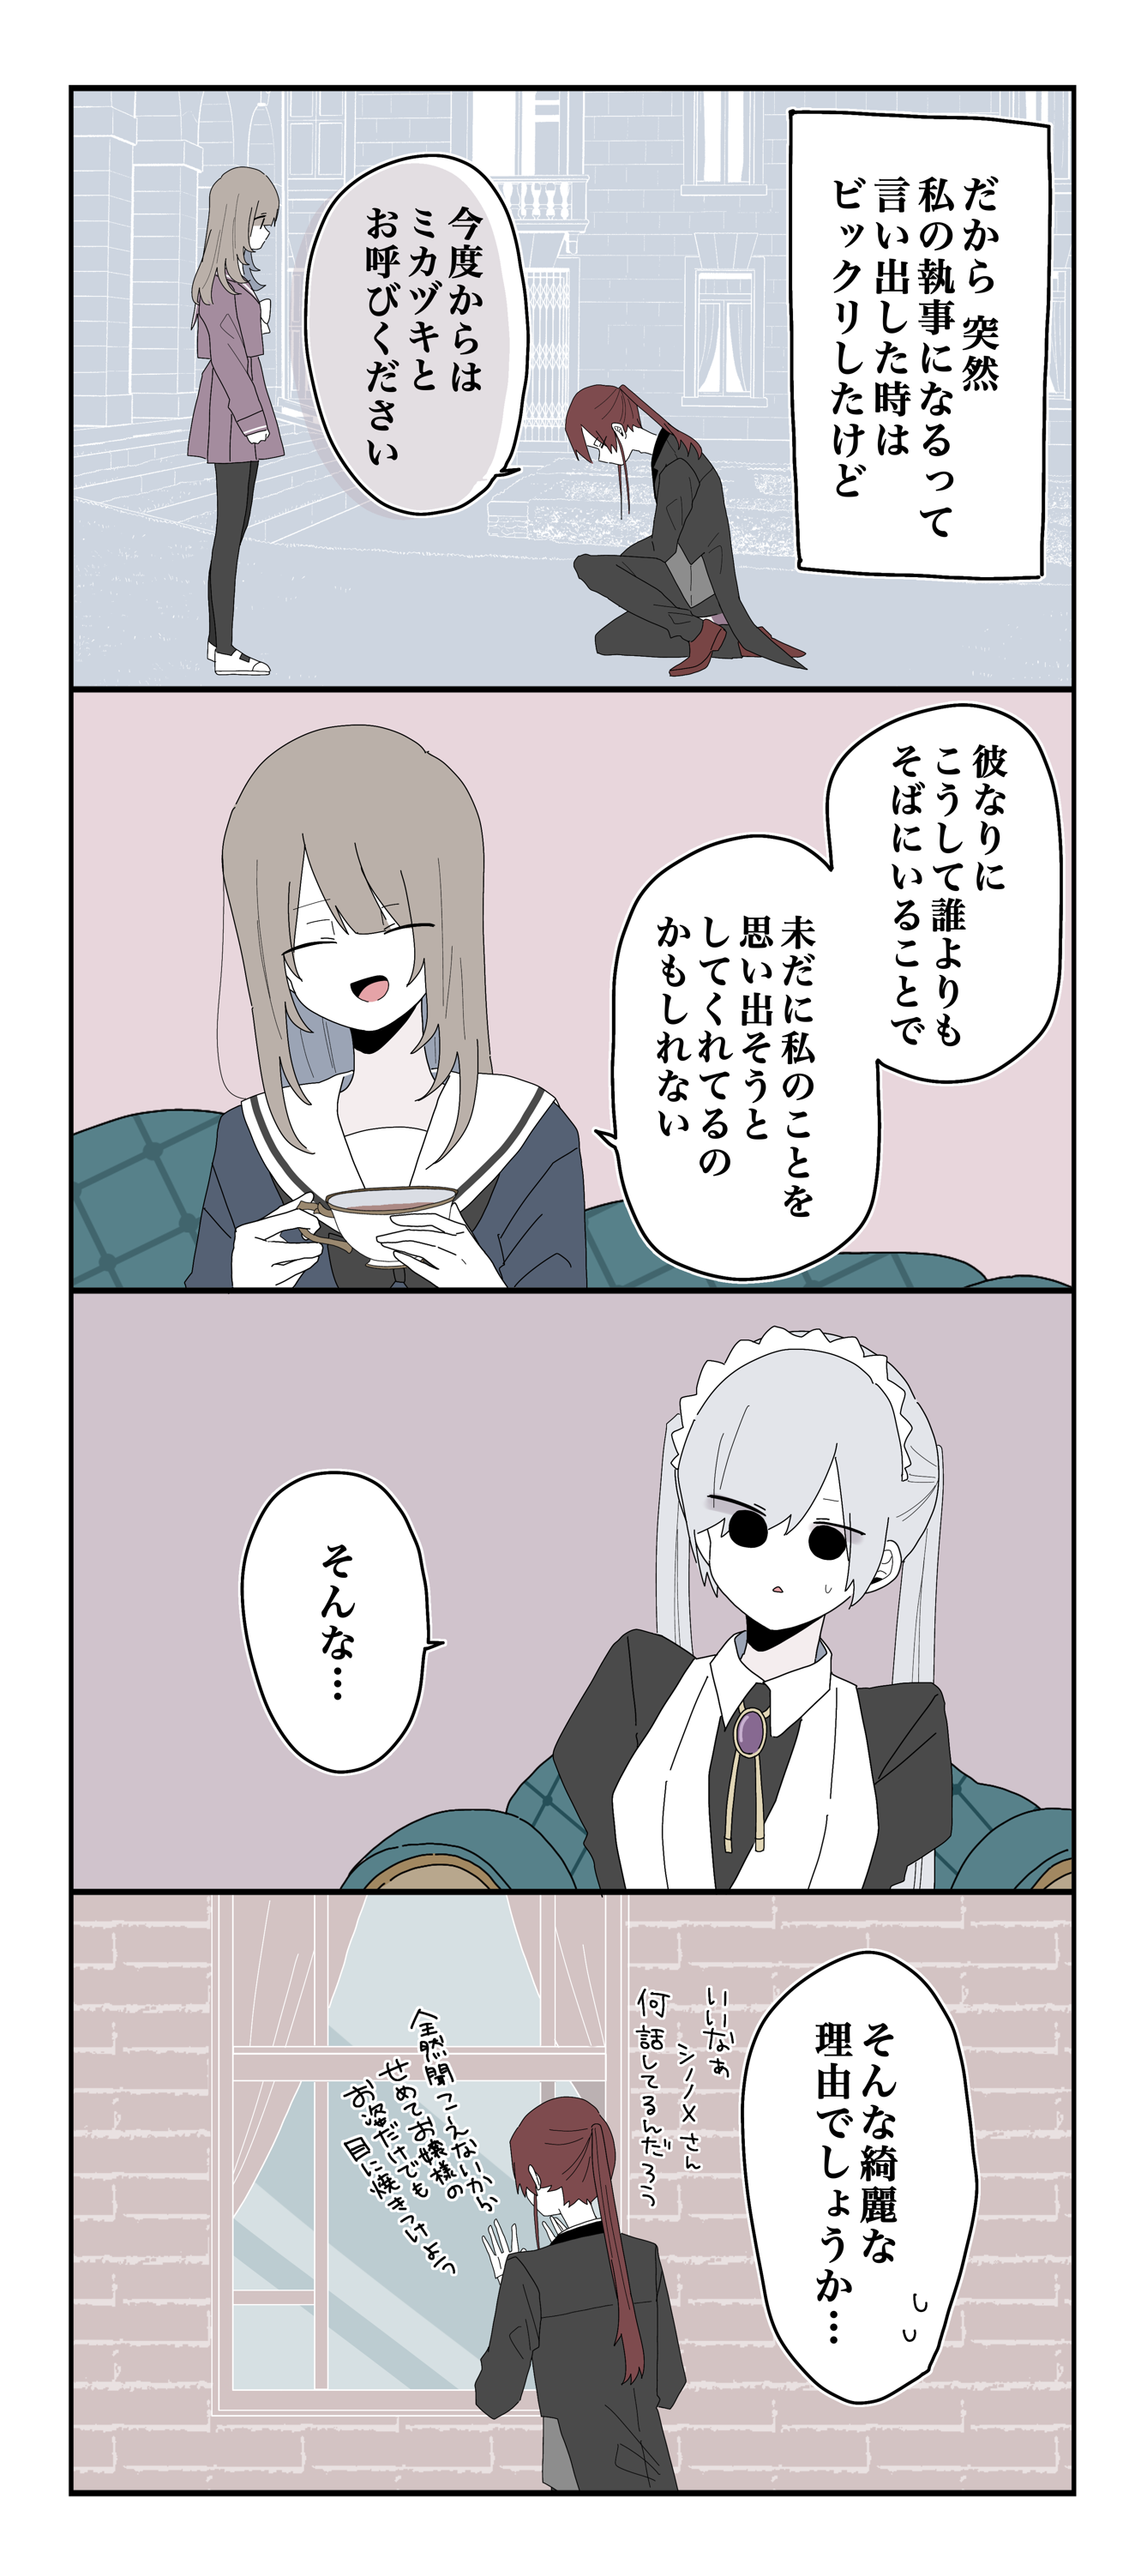 だから 突然
私の執事になるって
言い出した時は
ビックリしたけど
今度からは
ミカヅキと
お呼びください
彼なりに
こうして誰よりも
そばにいることで
未だに私のことを
思い出そうと
してくれてるの
かもしれない
そんな…
そんな綺麗な
理由でしょうか…
いいなぁ
シノノメさん
何話してるんだろう
全然聞こえないから
せめてお嬢様の
お姿だけでも
目に焼きつけよう